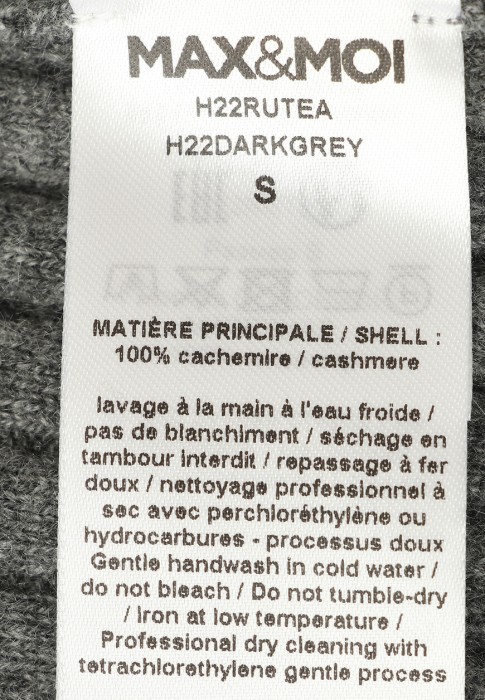 MAX&MOI
H22RUTEA
H22DARKGREY
S
MATIÈRE PRINCIPALE / SHELL :
100% cachemire / cashmere
lavage à la main à l'eau froide /
pas de blanchiment / séchage en
tambour interdit / repassage à fer
doux / nettoyage professionnel à
sec avec perchloréthylène ou
hydrocarbures - processus doux
Gentle handwash in cold water /
do not bleach / Do not tumble-dry
/ Iron at low temperature /
Professional dry cleaning with
tetrachlorethylene gentle process